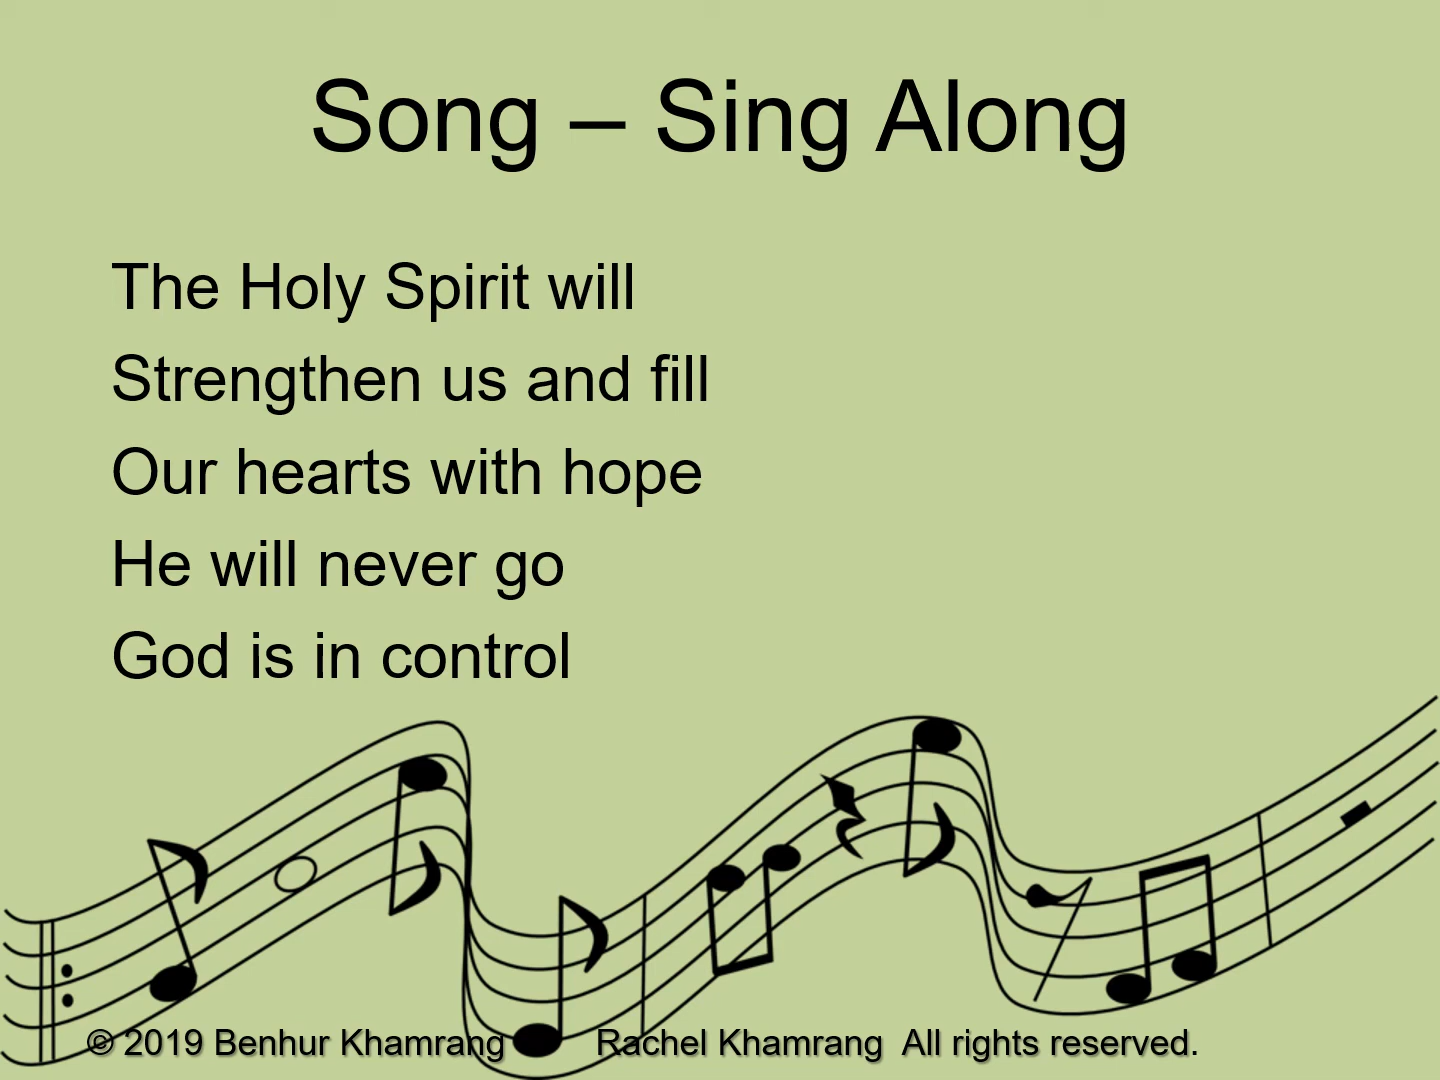 Song – Sing Along
The Holy Spirit will
Strengthen us and fill
Our hearts with hope
He will never go
God is in control
© 2019 Benhur Khamrang Rachel Khamrang All rights reserved.